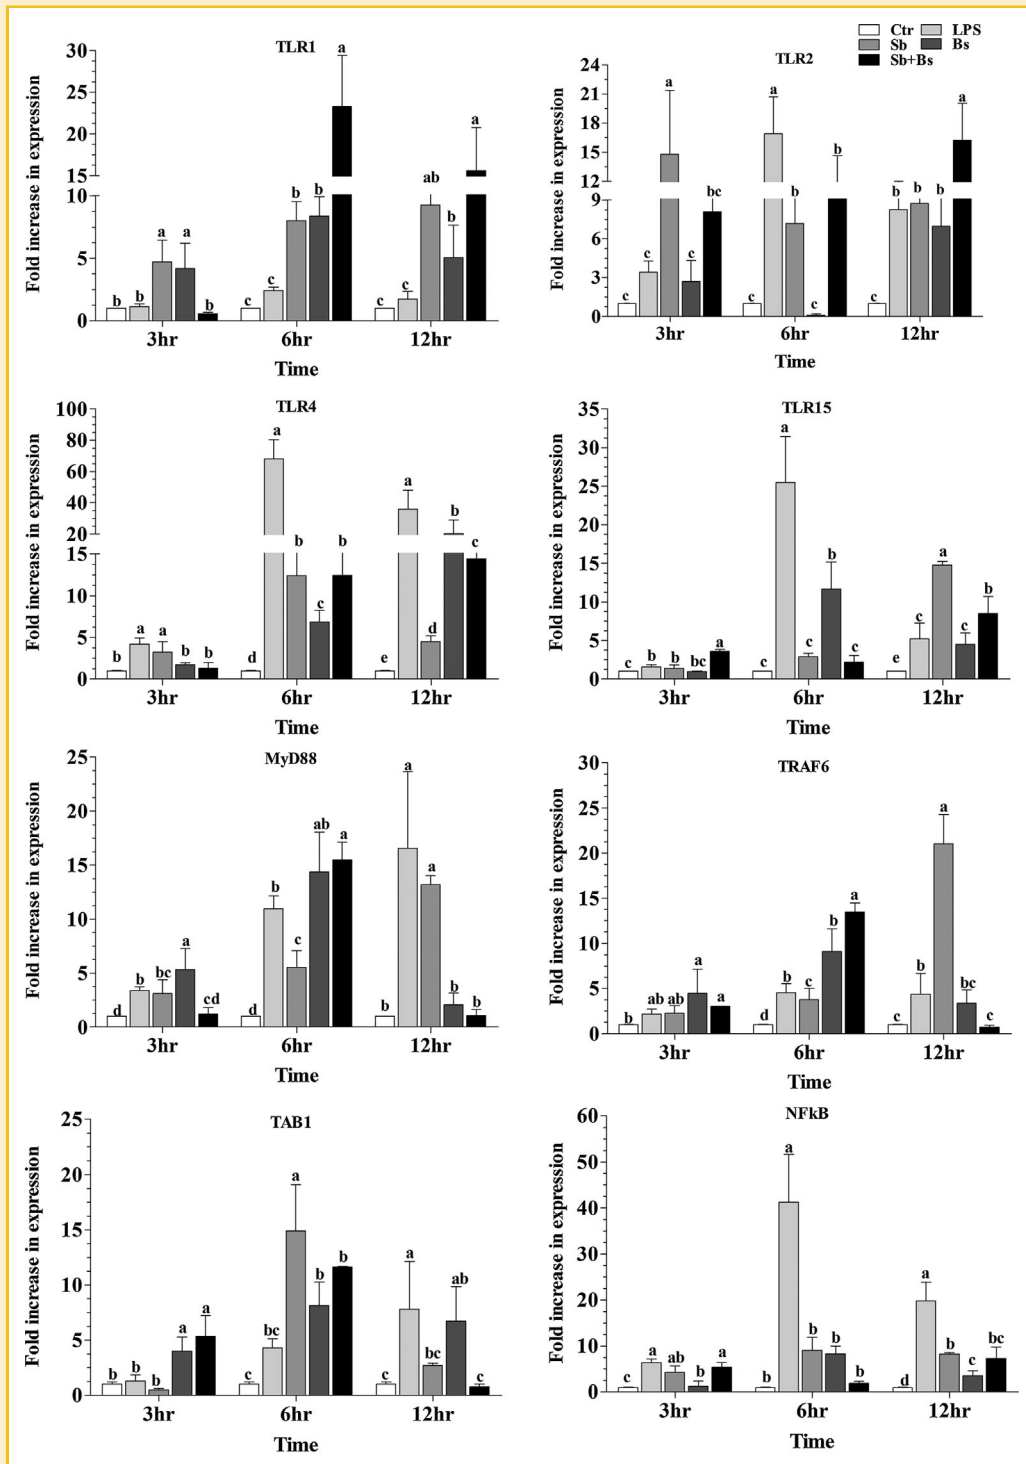 Ctr LPS
Sb Bs
Sb+Bs
TLR1
Fold increase in expression
30
25
20
15
10
5
0
b b a a b
c c b b a
c c ab b a
3hr 6hr 12hr
Time
TLR2
Fold increase in expression
24
21
18
15
12
9
6
3
0
c c a c bc
c a b c b
c b b b a
3hr 6hr 12hr
Time
TLR4
Fold increase in expression
100
80
60
40
20
15
10
5
0
b a a b b
d a b c b
e a d b c
3hr 6hr 12hr
Time
TLR15
Fold increase in expression
35
30
25
20
15
10
5
0
c b b bc a
c a c b c
e c a c b
3hr 6hr 12hr
Time
MyD88
Fold increase in expression
25
20
15
10
5
0
d b bc a cd
d b c ab a
b a a b b
3hr 6hr 12hr
Time
TRAF6
Fold increase in expression
30
25
20
15
10
5
0
b ab ab a a
d b c b a
c b a bc c
3hr 6hr 12hr
Time
TAB1
Fold increase in expression
25
20
15
10
5
0
b b b a a
c bc a b b
c a bc ab c
3hr 6hr 12hr
Time
NFkB
Fold increase in expression
60
50
40
30
20
10
0
c a ab b a
b a b b b
d a b c bc
3hr 6hr 12hr
Time